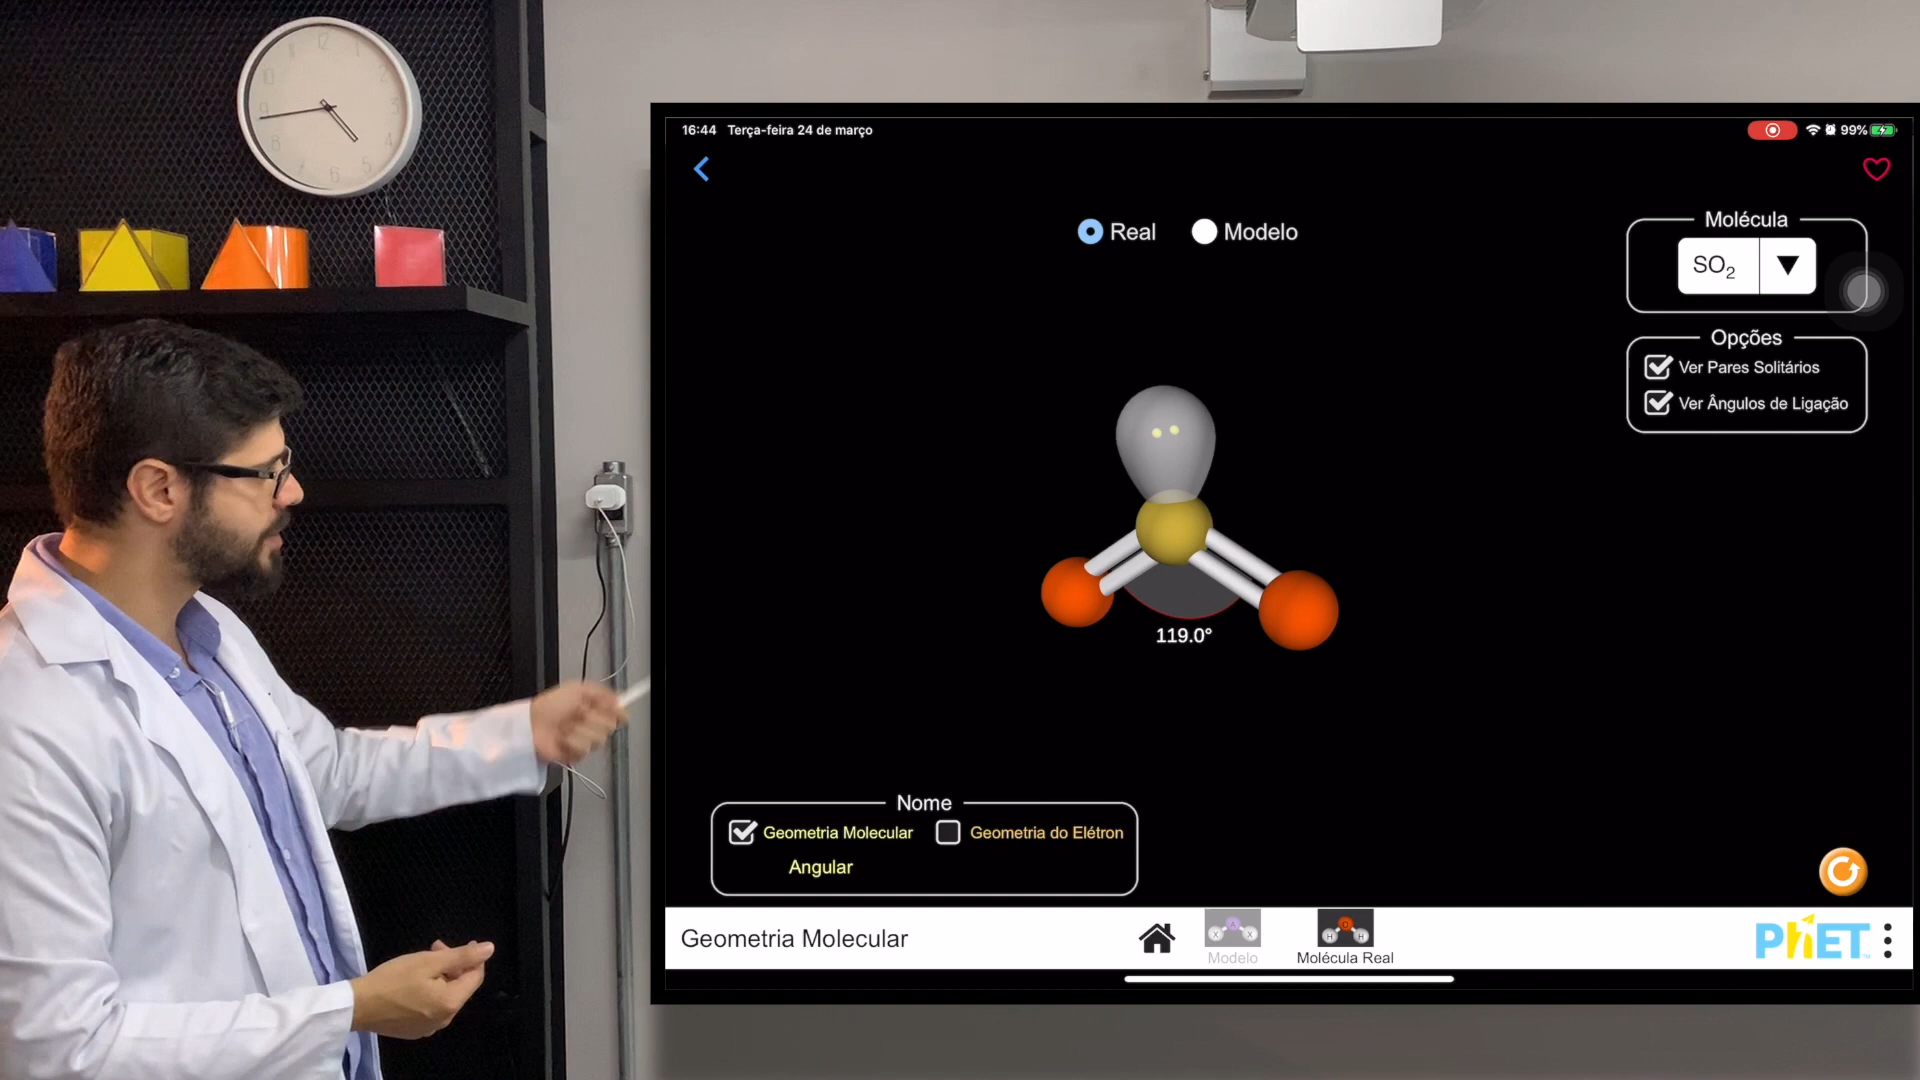 16:44 Terça-feira 24 de março
99%
Real
Modelo
Molécula
SO₂
Opções
Ver Pares Solitários
Ver Ângulos de Ligação
119.0°
Nome
Geometria Molecular
Geometria do Elétron
Angular
Geometria Molecular
Modelo
Molécula Real
PhET